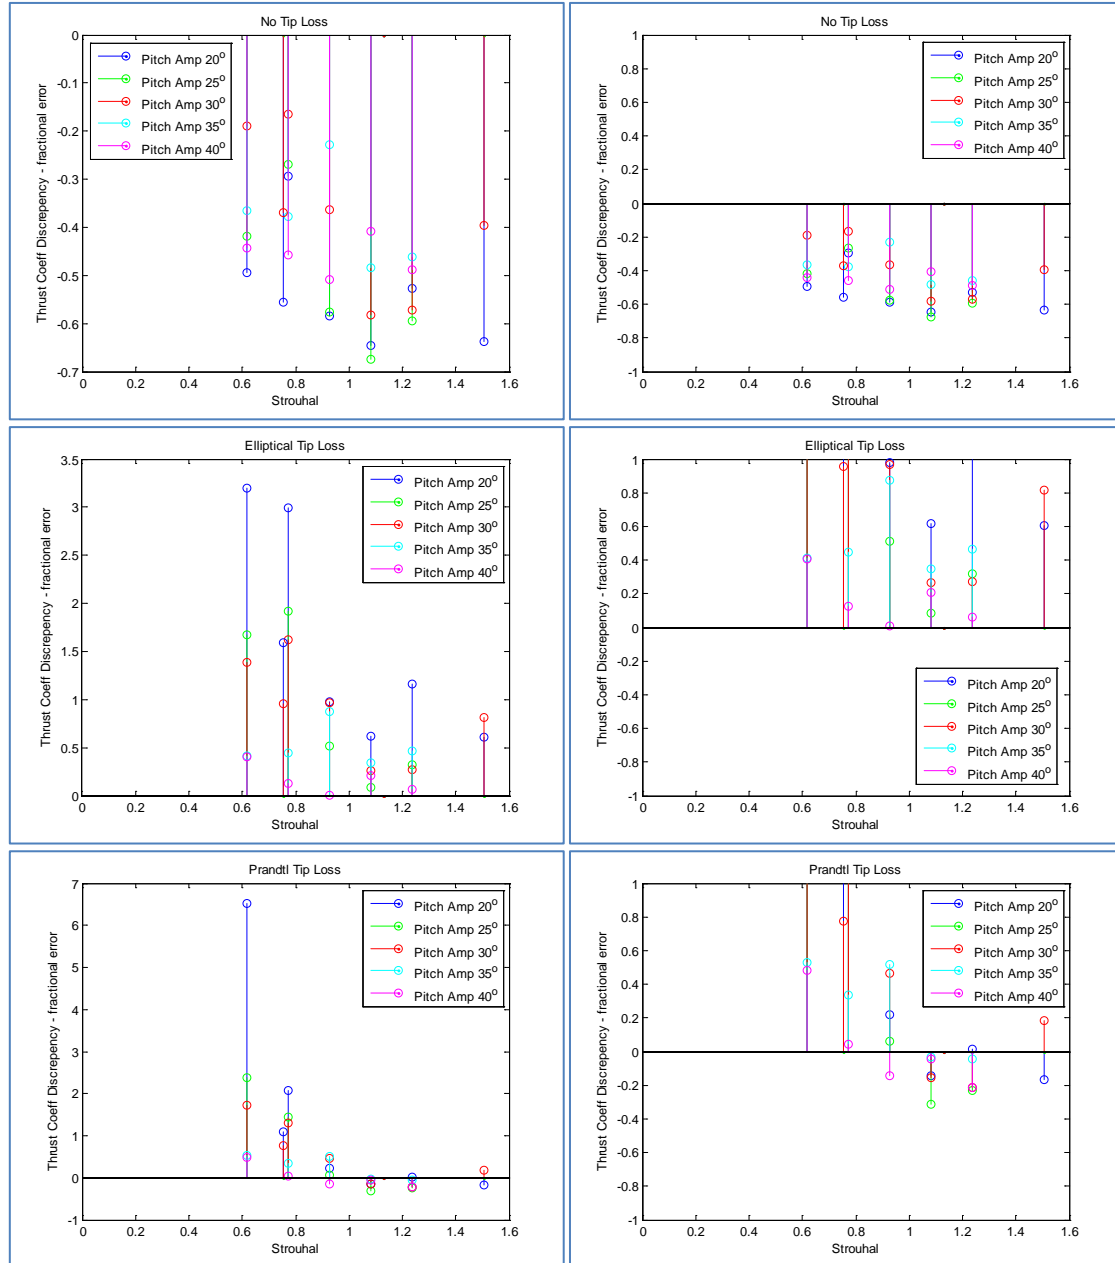 No Tip Loss
Thrust Coeff Discrepency - fractional error
0
-0.1
-0.2
-0.3
-0.4
-0.5
-0.6
-0.7
Pitch Amp 20º
Pitch Amp 25º
Pitch Amp 30º
Pitch Amp 35º
Pitch Amp 40º
0 0.2 0.4 0.6 0.8 1 1.2 1.4 1.6
Strouhal
No Tip Loss
Thrust Coeff Discrepency - fractional error
1
0.8
0.6
0.4
0.2
0
-0.2
-0.4
-0.6
-0.8
-1
Pitch Amp 20º
Pitch Amp 25º
Pitch Amp 30º
Pitch Amp 35º
Pitch Amp 40º
0 0.2 0.4 0.6 0.8 1 1.2 1.4 1.6
Strouhal
Elliptical Tip Loss
Thrust Coeff Discrepency - fractional error
3.5
3
2.5
2
1.5
1
0.5
0
Pitch Amp 20º
Pitch Amp 25º
Pitch Amp 30º
Pitch Amp 35º
Pitch Amp 40º
0 0.2 0.4 0.6 0.8 1 1.2 1.4 1.6
Strouhal
Elliptical Tip Loss
Thrust Coeff Discrepency - fractional error
1
0.8
0.6
0.4
0.2
0
-0.2
-0.4
-0.6
-0.8
-1
Pitch Amp 20º
Pitch Amp 25º
Pitch Amp 30º
Pitch Amp 35º
Pitch Amp 40º
0 0.2 0.4 0.6 0.8 1 1.2 1.4 1.6
Strouhal
Prandtl Tip Loss
Thrust Coeff Discrepency - fractional error
7
6
5
4
3
2
1
0
-1
Pitch Amp 20º
Pitch Amp 25º
Pitch Amp 30º
Pitch Amp 35º
Pitch Amp 40º
0 0.2 0.4 0.6 0.8 1 1.2 1.4 1.6
Strouhal
Prandtl Tip Loss
Thrust Coeff Discrepency - fractional error
1
0.8
0.6
0.4
0.2
0
-0.2
-0.4
-0.6
-0.8
-1
Pitch Amp 20º
Pitch Amp 25º
Pitch Amp 30º
Pitch Amp 35º
Pitch Amp 40º
0 0.2 0.4 0.6 0.8 1 1.2 1.4 1.6
Strouhal